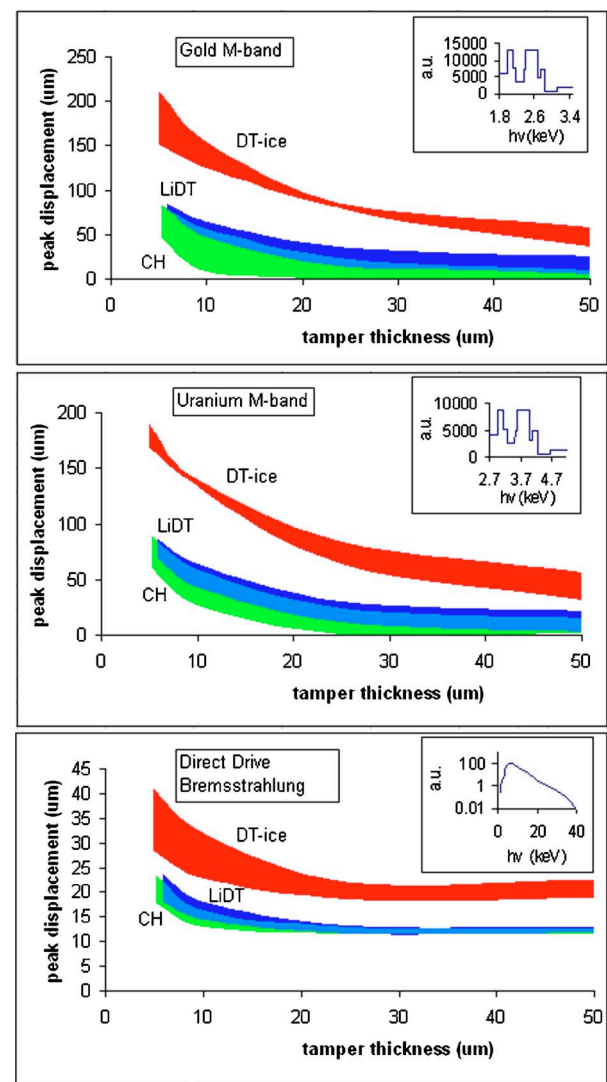 Gold M-band
250
200
150
100
50
0
peak displacement (um)
DT-ice
LiDT
CH
15000
10000
5000
0
a.u.
1.8 2.6 3.4
hv(keV)
0 10 20 30 40 50
tamper thickness (um)
Uranium M-band
200
150
100
50
0
peak displacement (um)
DT-ice
LiDT
CH
10000
5000
0
a.u.
2.7 3.7 4.7
hv (keV)
0 10 20 30 40 50
tamper thickness (um)
Direct Drive
Bremsstrahlung
45
40
35
30
25
20
15
10
5
0
peak displacement (um)
DT-ice
LiDT
CH
100
1
0.01
a.u.
0 20 40
hv (keV)
0 10 20 30 40 50
tamper thickness (um)